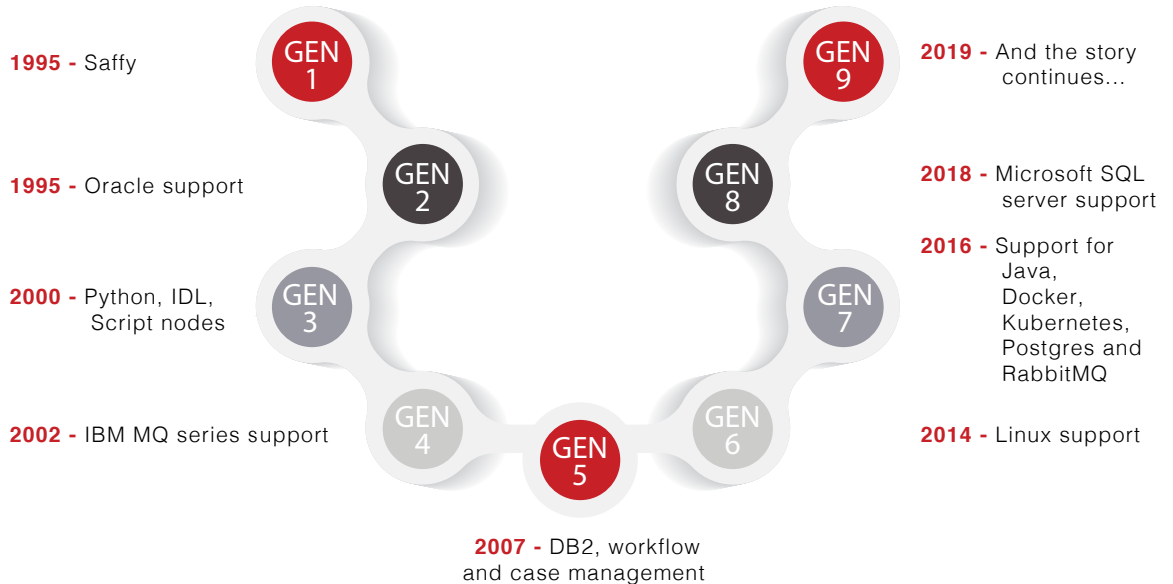 1995 - Saffy
GEN
1
1995 - Oracle support
GEN
2
2000 - Python, IDL,
Script nodes
GEN
3
2002 - IBM MQ series support
GEN
4
GEN
5
2007 - DB2, workflow
and case management
GEN
6
2014 - Linux support
GEN
7
2016 - Support for
Java,
Docker,
Kubernetes,
Postgres and
RabbitMQ
GEN
8
2018 - Microsoft SQL
server support
GEN
9
2019 - And the story
continues...